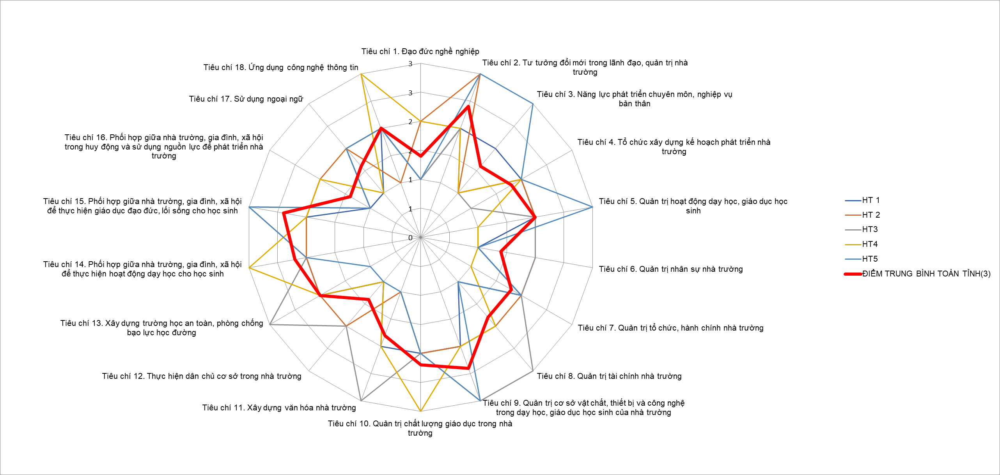 Tiêu chí 1. Đạo đức nghề nghiệp
Tiêu chí 2. Tư tưởng đổi mới trong lãnh đạo, quản trị nhà
trường
Tiêu chí 3. Năng lực phát triển chuyên môn, nghiệp vụ
bản thân
Tiêu chí 4. Tổ chức xây dựng kế hoạch phát triển nhà
trường
Tiêu chí 5. Quản trị hoạt động dạy học, giáo dục học
sinh
Tiêu chí 6. Quản trị nhân sự nhà trường
Tiêu chí 7. Quản trị tổ chức, hành chính nhà trường
Tiêu chí 8. Quản trị tài chính nhà trường
Tiêu chí 9. Quản trị cơ sở vật chất, thiết bị và công nghệ
trong dạy học, giáo dục học sinh của nhà trường
Tiêu chí 10. Quản trị chất lượng giáo dục trong nhà
trường
Tiêu chí 11. Xây dựng văn hóa nhà trường
Tiêu chí 12. Thực hiện dân chủ cơ sở trong nhà trường
Tiêu chí 13. Xây dựng trường học an toàn, phòng chống
bạo lực học đường
Tiêu chí 14. Phối hợp giữa nhà trường, gia đình, xã hội
để thực hiện hoạt động dạy học cho học sinh
Tiêu chí 15. Phối hợp giữa nhà trường, gia đình, xã hội
để thực hiện giáo dục đạo đức, lối sống cho học sinh
Tiêu chí 16. Phối hợp giữa nhà trường, gia đình, xã hội
trong huy động và sử dụng nguồn lực để phát triển nhà
trường
Tiêu chí 17. Sử dụng ngoại ngữ
Tiêu chí 18. Ứng dụng công nghệ thông tin
3
3
2
2
1
1
0
HT 1
HT 2
HT3
HT4
HT5
ĐIỂM TRUNG BÌNH TOÀN TỈNH(3)